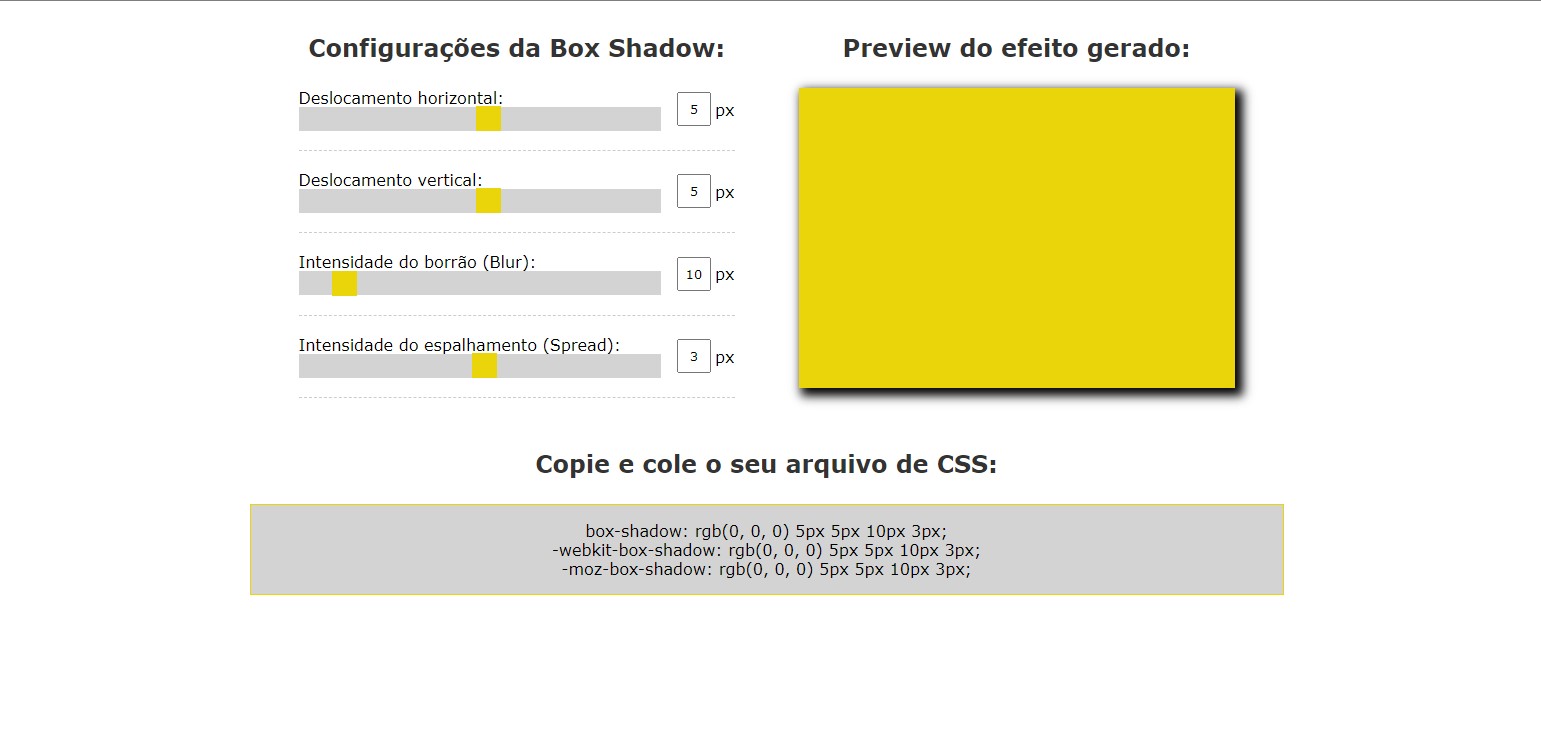 Configurações da Box Shadow:
Deslocamento horizontal:
5 px
Deslocamento vertical:
5 px
Intensidade do borrão (Blur):
10 px
Intensidade do espalhamento (Spread):
3 px
Preview do efeito gerado:
Copie e cole o seu arquivo de CSS:
box-shadow: rgb(0, 0, 0) 5px 5px 10px 3px;
-webkit-box-shadow: rgb(0, 0, 0) 5px 5px 10px 3px;
-moz-box-shadow: rgb(0, 0, 0) 5px 5px 10px 3px;